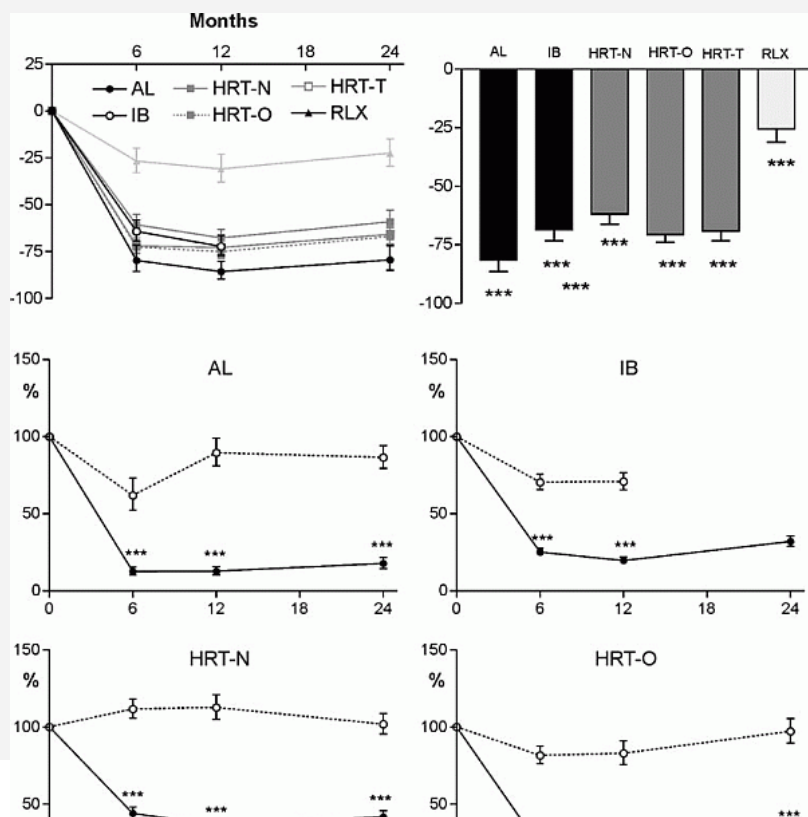 Months
6 12 24
25
0
-25
-50
-75
-100
AL HRT-N HRT-T
IB HRT-O RLX
AL IB HRT-N HRT-O HRT-T RLX
0
-25
-50
-75
-100
***
*** *** *** ***
***
***
AL
150
%
100
50
0
*** *** ***
0 6 12 18 24
IB
150
%
100
50
0
*** ***
0 6 12 18 24
HRT-N
150
%
100
50
*** *** ***
HRT-O
150
%
100
50
***